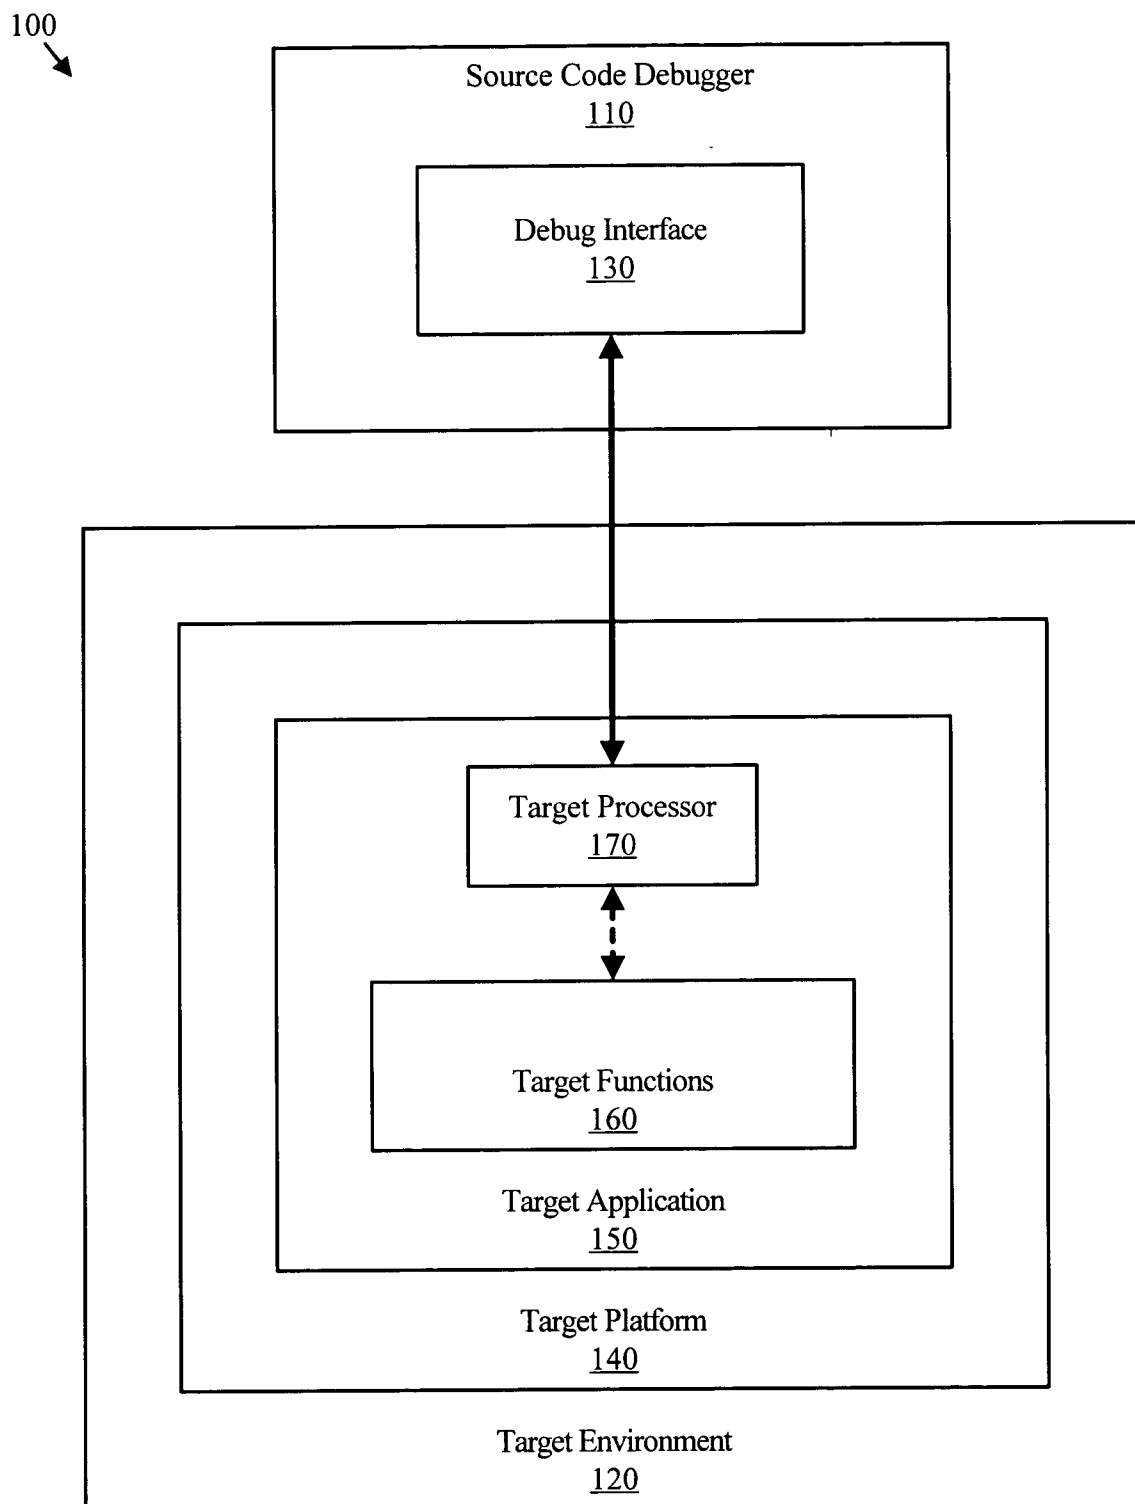 100
Source Code Debugger
110
Debug Interface
130
Target Processor
170
Target Functions
160
Target Application
150
Target Platform
140
Target Environment
120